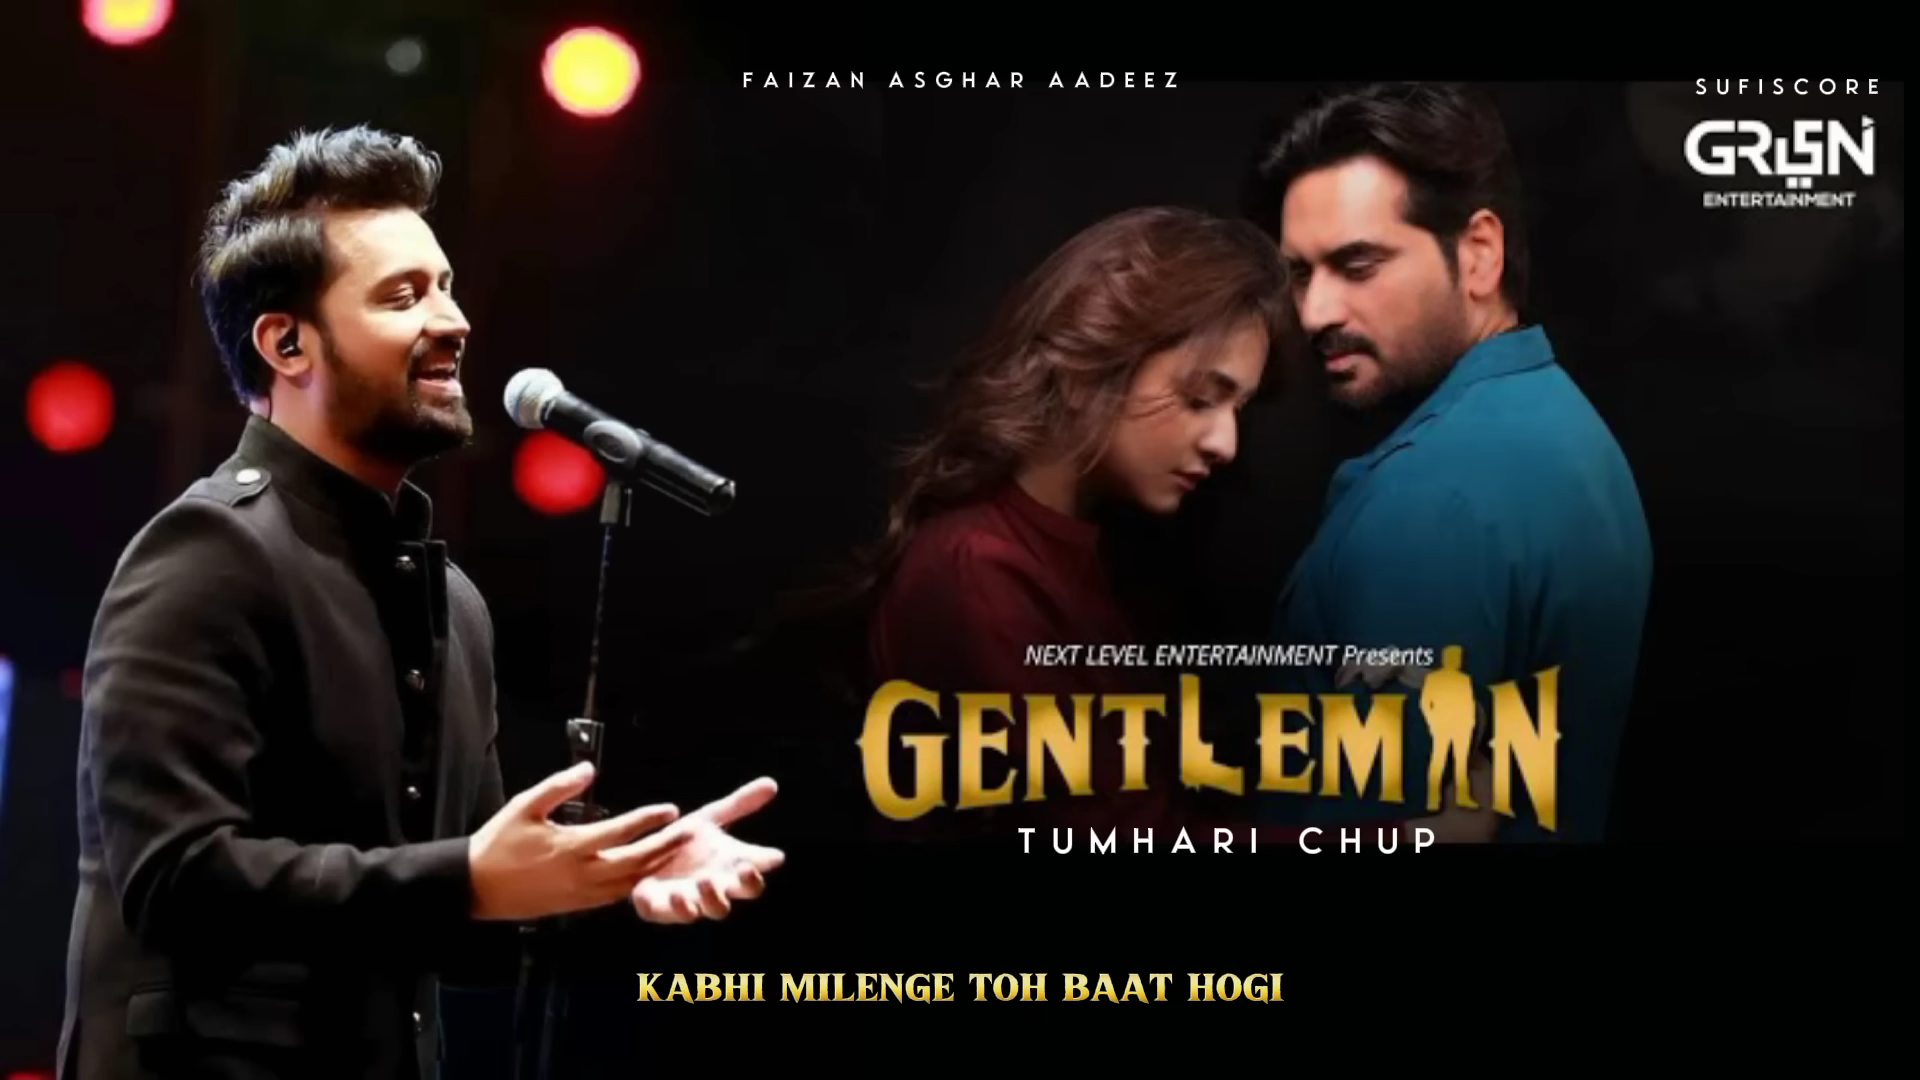 FAIZAN ASGHAR AADEEZ
SUFISCORE
GREEN
ENTERTAINMENT
NEXT LEVEL ENTERTAINMENT Presents
GENTLEMAN
TUMHARI CHUP
KABHI MILENGE TOH BAAT HOGI